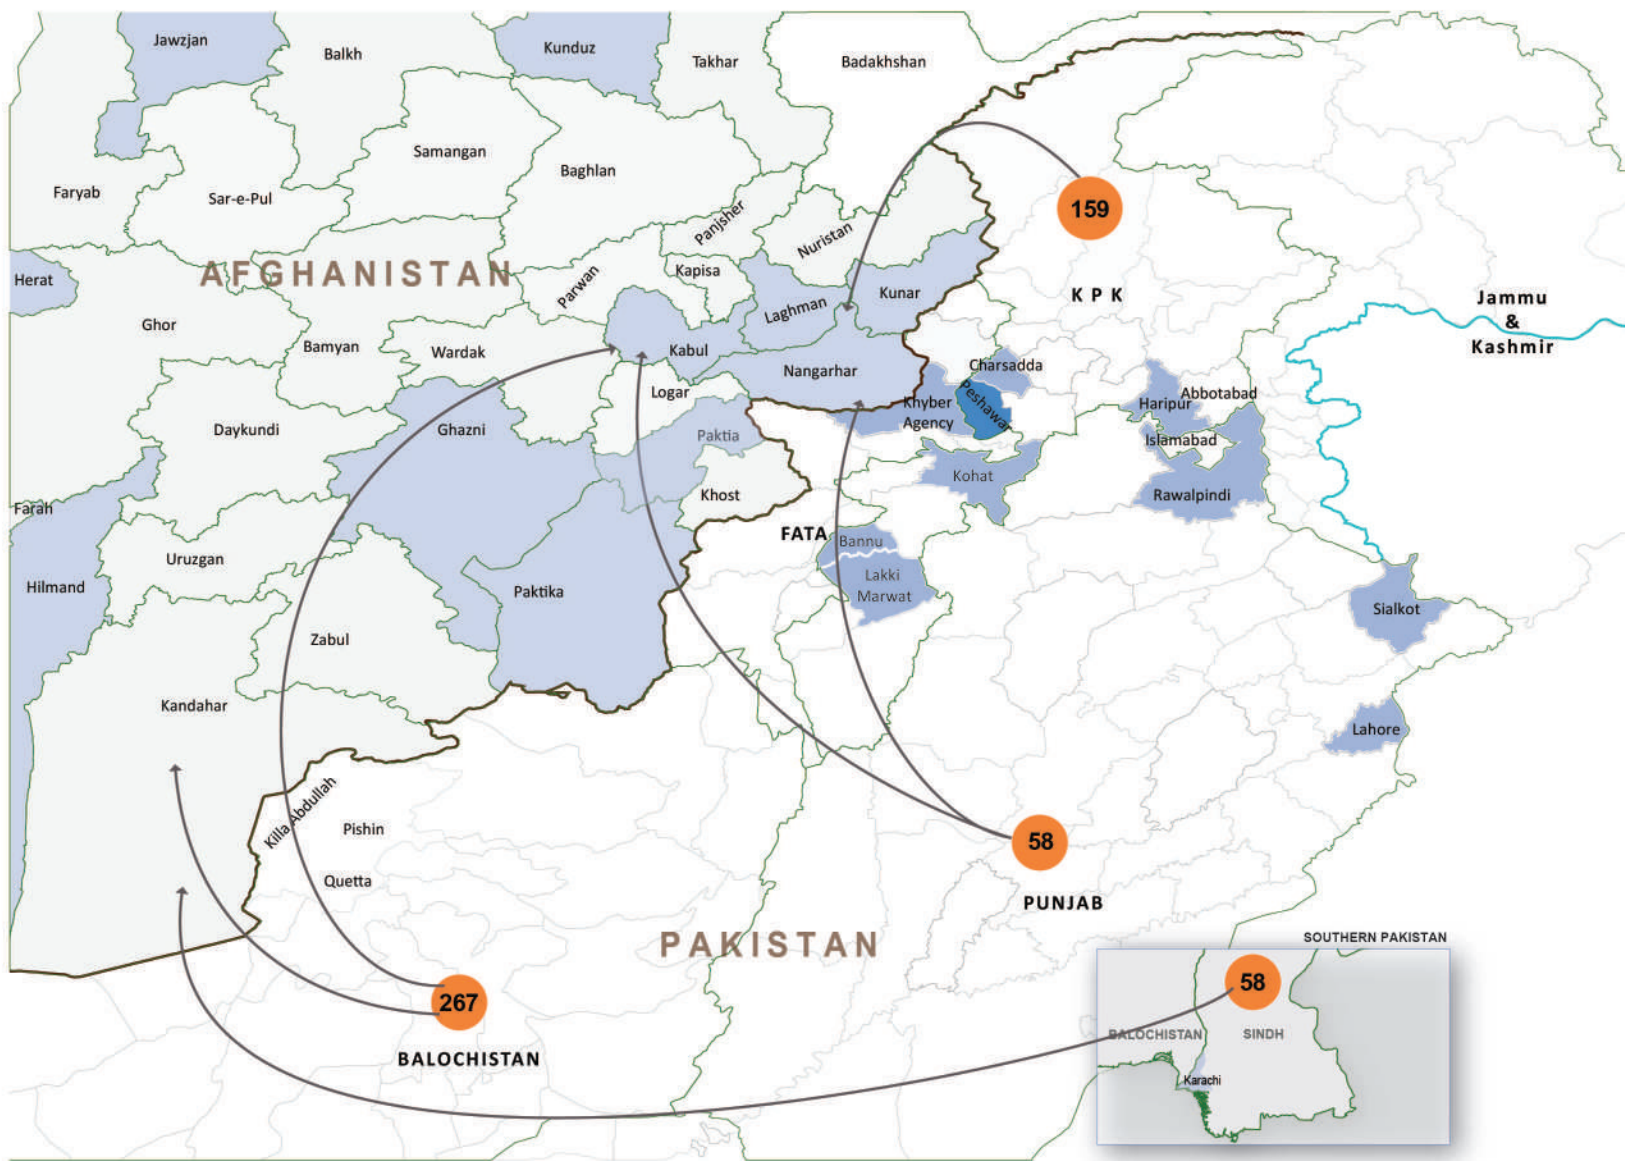 Jawzjan
Balkh
Kunduz
Takhar
Badakhshan
Samangan
Baghlan
Faryab
Sar-e-Pul
Panjsher
Nuristan
159
AFGHANISTAN
Herat
Parwan
Kapisa
Laghman
Kunar
K P K
Jammu
&
Kashmir
Ghor
Bamyan
Wardak
Kabul
Nangarhar
Charsadda
Peshawar
Khyber
Agency
Haripur
Abbotabad
Islamabad
Logar
Daykundi
Ghazni
Paktia
Khost
Kohat
Rawalpindi
Farah
FATA
Bannu
Uruzgan
Hilmand
Paktika
Lakki
Marwat
Sialkot
Zabul
Kandahar
Lahore
Killa Abdullah
Pishin
Quetta
58
PUNJAB
PAKISTAN
SOUTHERN PAKISTAN
267
BALOCHISTAN
58
BALOCHISTAN
SINDH
Karachi